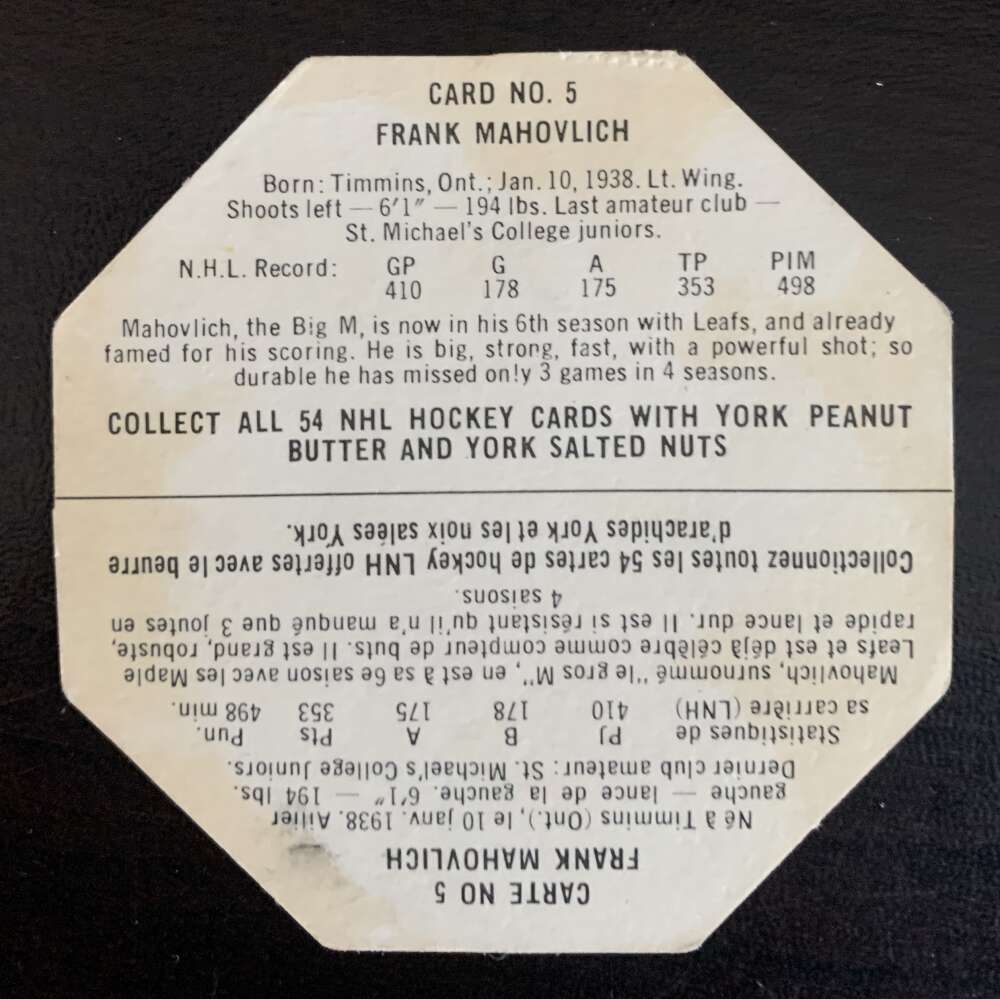 CARD NO. 5
FRANK MAHOVLICH
Born: Timmins, Ont.; Jan. 10, 1938. Lt. Wing.
Shoots left — 6'1" — 194 lbs. Last amateur club —
St. Michael's College juniors.
N.H.L. Record: GP G A TP PIM
410 178 175 353 498
Mahovlich, the Big M, is now in his 6th season with Leafs, and already
famed for his scoring. He is big, strong, fast, with a powerful shot; so
durable he has missed only 3 games in 4 seasons.
COLLECT ALL 54 NHL HOCKEY CARDS WITH YORK PEANUT
BUTTER AND YORK SALTED NUTS
CARTE NO 5
FRANK MAHOVLICH
Né à Timmins (Ont.), le 10 janv. 1938. Ailier
gauche — lance de la gauche. 6'1" — 194 lbs.
Dernier club amateur: St. Michael's College Juniors.
Statistiques de PJ B A Pts Pun.
sa carrière (LNH) 410 178 175 353 498 min.
Mahovlich, surnommé "le gros M", en est à sa 6e saison avec les Maple
Leafs et est déjà célèbre comme compteur de buts. Il est grand, robuste,
rapide et lance dur. Il est si résistant qu'il n'a manqué que 3 joutes en
4 saisons.
Collectionnez toutes les 54 cartes de hockey LNH offertes avec le beurre
d'arachides York et les noix salées York.